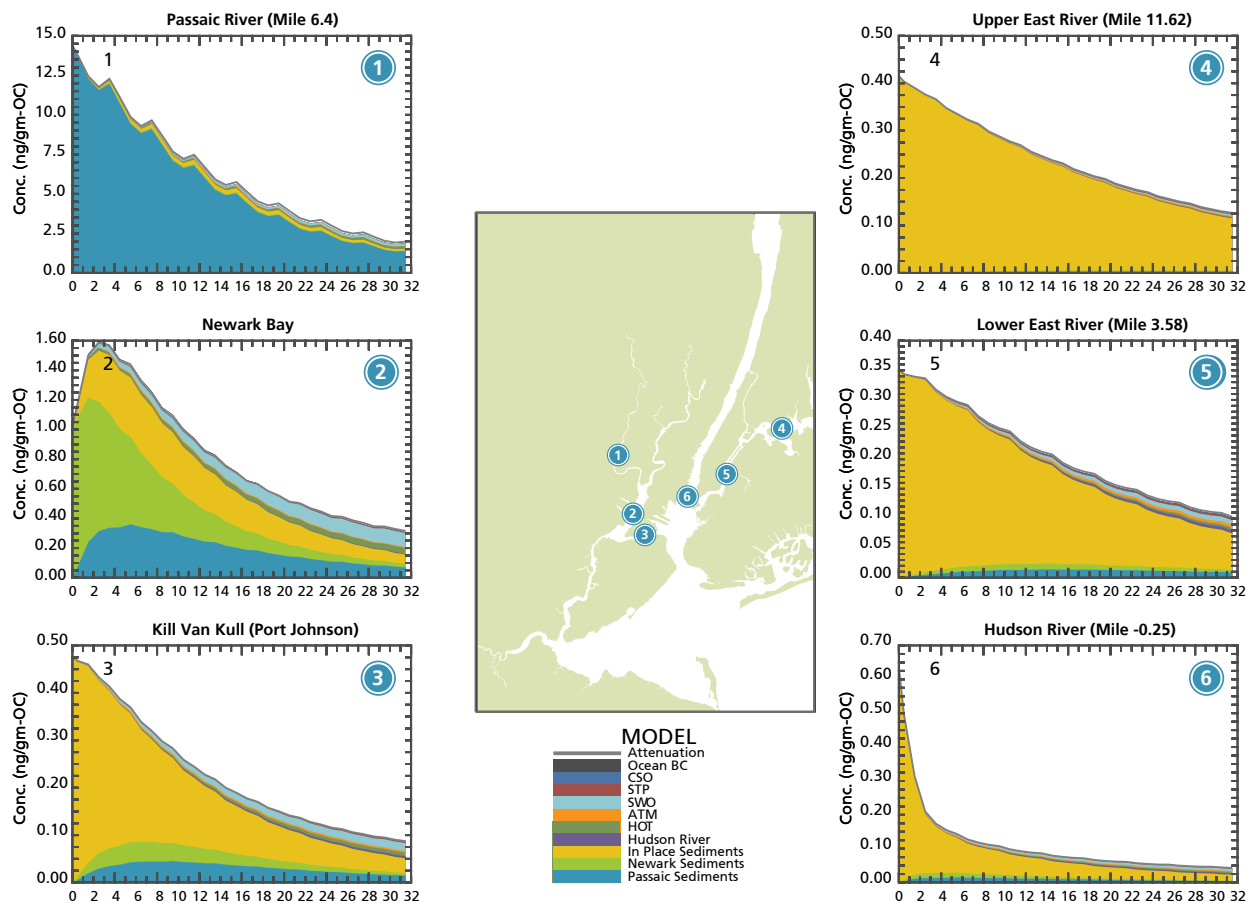 Passaic River (Mile 6.4)
Conc. (ng/gm-OC)
15.0
12.5
10.0
7.5
5.0
2.5
0.0
1
1
0 2 4 6 8 10 12 14 16 18 20 22 24 26 28 30 32
Newark Bay
1.60
1.40
1.20
1.00
0.80
0.60
0.40
0.20
0.00
2
2
0 2 4 6 8 10 12 14 16 18 20 22 24 26 28 30 32
Kill Van Kull (Port Johnson)
Conc. (ng/gm-OC)
0.50
0.40
0.30
0.20
0.10
0.00
3
3
0 2 4 6 8 10 12 14 16 18 20 22 24 26 28 30 32
1
2
3
4
5
6
MODEL
Attenuation
Ocean BC
CSO
STP
SWO
ATM
HOT
Hudson River
In Place Sediments
Newark Sediments
Passaic Sediments
Upper East River (Mile 11.62)
Conc. (ng/gm-OC)
0.50
0.40
0.30
0.20
0.10
0.00
4
4
0 2 4 6 8 10 12 14 16 18 20 22 24 26 28 30 32
Lower East River (Mile 3.58)
Conc. (ng/gm-OC)
0.40
0.35
0.30
0.25
0.20
0.15
0.10
0.05
0.00
5
5
0 2 4 6 8 10 12 14 16 18 20 22 24 26 28 30 32
Hudson River (Mile -0.25)
Conc. (ng/gm-OC)
0.70
0.60
0.50
0.40
0.30
0.20
0.10
0.00
6
6
0 2 4 6 8 10 12 14 16 18 20 22 24 26 28 30 32
Conc. (ng/gm-OC)